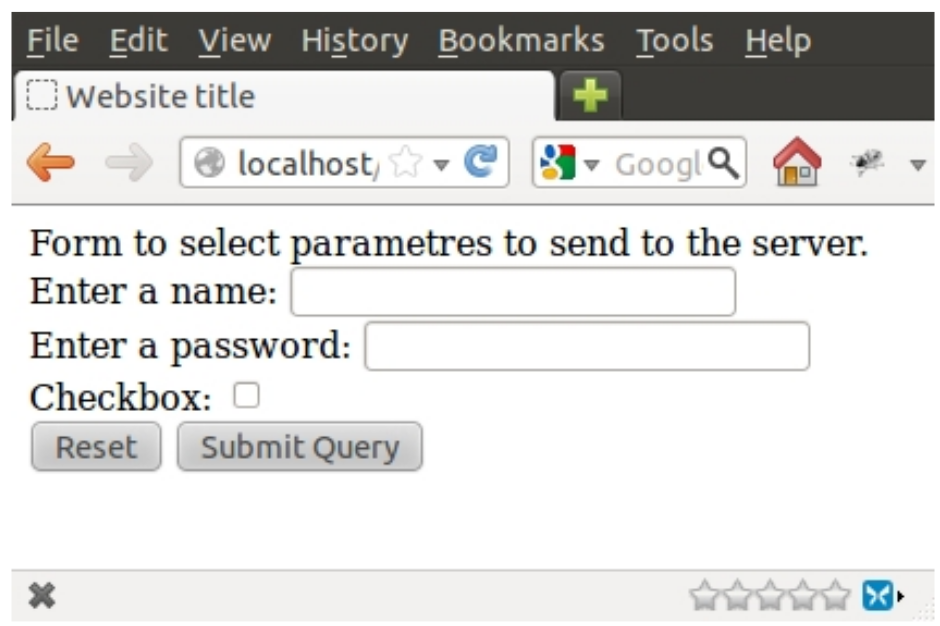 File Edit View History Bookmarks Tools Help
Website title
localhost/ Googl
Form to select parametres to send to the server.
Enter a name:
Enter a password:
Checkbox:
Reset Submit Query